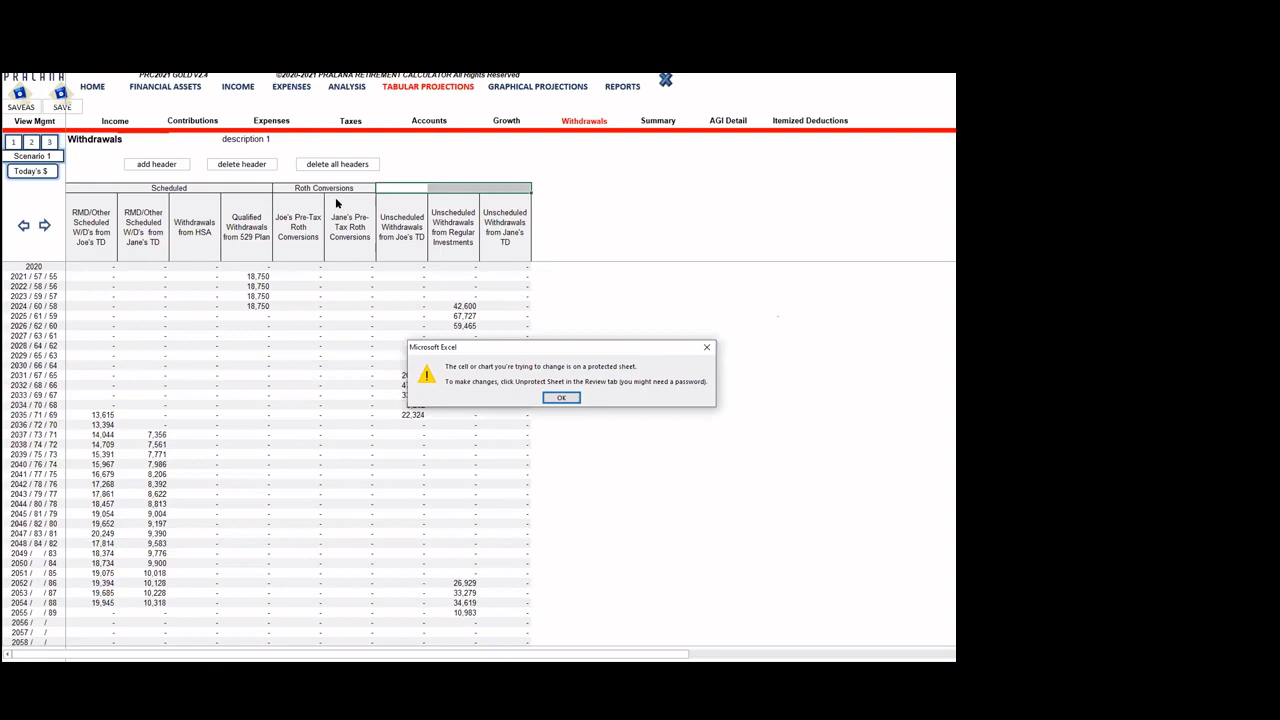 PRALANA
PRC2021 GOLD v2.4 ©2020-2021 PRALANA RETIREMENT CALCULATOR All Rights Reserved
HOME FINANCIAL ASSETS INCOME EXPENSES ANALYSIS TABULAR PROJECTIONS GRAPHICAL PROJECTIONS REPORTS
SAVEAS SAVE
View Mgmt Income Contributions Expenses Taxes Accounts Growth Withdrawals Summary AGI Detail Itemized Deductions
1 2 3 Withdrawals description 1
Scenario 1
add header delete header delete all headers
Today's $
Scheduled Roth Conversions
RMD/Other Scheduled W/D's from Joe's TD
RMD/Other Scheduled W/D's from Jane's TD
Withdrawals from HSA
Qualified Withdrawals from 529 Plan
Joe's Pre-Tax Roth Conversions
Jane's Pre-Tax Roth Conversions
Unscheduled Withdrawals from Joe's TD
Unscheduled Withdrawals from Regular Investments
Unscheduled Withdrawals from Jane's TD
2020 - - - - - - - - -
2021 / 57 / 55 - - - 18,750 - - - - -
2022 / 58 / 56 - - - 18,750 - - - - -
2023 / 59 / 57 - - - 18,750 - - - - -
2024 / 60 / 58 - - - 18,750 - - - 42,600 -
2025 / 61 / 59 - - - - - - - 67,727 -
2026 / 62 / 60 - - - - - - - 59,465 -
2027 / 63 / 61 - - - - - - - - -
2028 / 64 / 62 - - - - - -
2029 / 65 / 63 - - - - - -
2030 / 66 / 64 - - - - - -
2031 / 67 / 65 - - - - - -
2032 / 68 / 66 - - - - - -
2033 / 69 / 67 - - - - - -
2034 / 70 / 68 - - - - - -
2035 / 71 / 69 13,615 - - - - - 22,324 - -
2036 / 72 / 70 13,394 - - - - - - - -
2037 / 73 / 71 14,044 7,356 - - - - - - -
2038 / 74 / 72 14,709 7,561 - - - - - - -
2039 / 75 / 73 15,391 7,771 - - - - - - -
2040 / 76 / 74 15,967 7,986 - - - - - - -
2041 / 77 / 75 16,679 8,206 - - - - - - -
2042 / 78 / 76 17,268 8,392 - - - - - - -
2043 / 79 / 77 17,861 8,622 - - - - - - -
2044 / 80 / 78 18,457 8,813 - - - - - - -
2045 / 81 / 79 19,054 9,004 - - - - - - -
2046 / 82 / 80 19,652 9,197 - - - - - - -
2047 / 83 / 81 20,249 9,390 - - - - - - -
2048 / 84 / 82 17,814 9,583 - - - - - - -
2049 / / 83 18,374 9,776 - - - - - - -
2050 / / 84 18,734 9,900 - - - - - - -
2051 / / 85 19,075 10,018 - - - - - - -
2052 / / 86 19,394 10,128 - - - - - 26,929 -
2053 / / 87 19,685 10,228 - - - - - 33,279 -
2054 / / 88 19,945 10,318 - - - - - 34,619 -
2055 / / 89 - - - - - - - 10,983 -
2056 / / - - - - - - - - -
2057 / / - - - - - - - - -
2058 / / - - - - - - - - -
Microsoft Excel
The cell or chart you're trying to change is on a protected sheet.
To make changes, click Unprotect Sheet in the Review tab (you might need a password).
OK